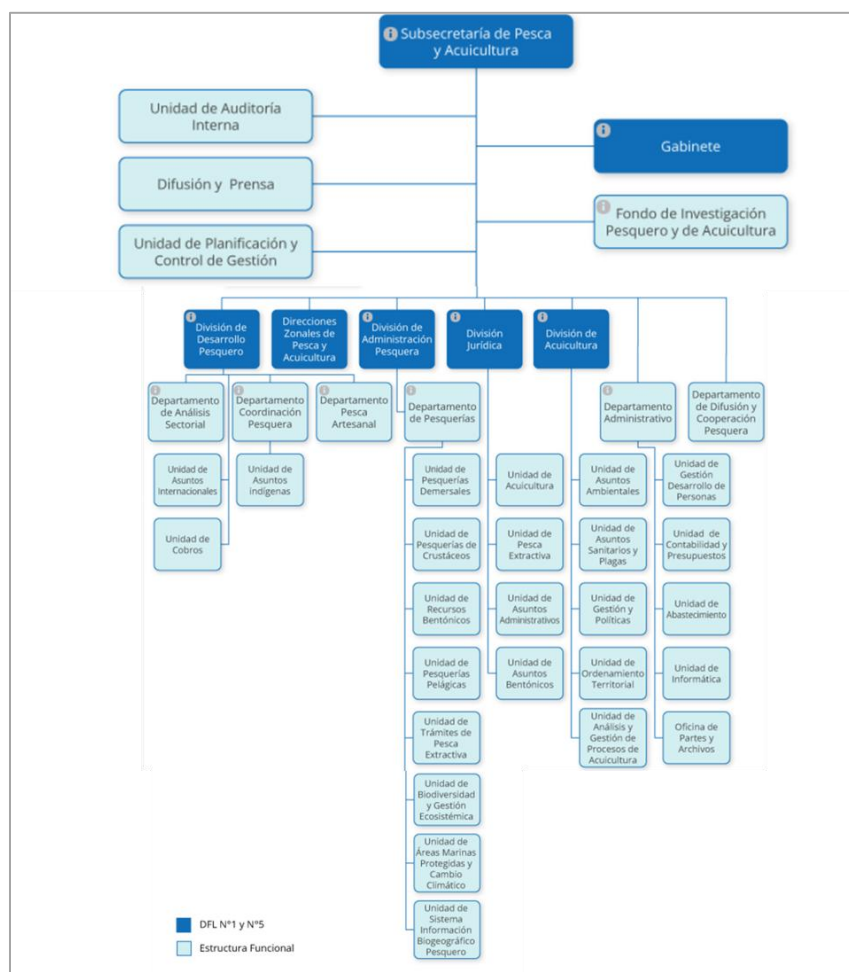 Subsecretaría de Pesca
y Acuicultura
Unidad de Auditoría
Interna
Gabinete
Difusión y Prensa
Fondo de Investigación
Pesquero y de Acuicultura
Unidad de Planificación y
Control de Gestión
División de
Desarrollo
Pesquero
Direcciones
Zonales de
Pesca y
Acuicultura
División de
Administración
Pesquera
División
Jurídica
División de
Acuicultura
Departamento
de Análisis
Sectorial
Departamento
Coordinación
Pesquera
Departamento
Pesca
Artesanal
Departamento
de Pesquerías
Departamento
Administrativo
Departamento
de Difusión y
Cooperación
Pesquera
Unidad de
Asuntos
Internacionales
Unidad de
Asuntos
indígenas
Unidad de
Cobros
Unidad de
Pesquerías
Demersales
Unidad de
Pesquerías de
Crustáceos
Unidad de
Recursos
Bentónicos
Unidad de
Pesquerías
Pelágicas
Unidad de
Trámites de
Pesca
Extractiva
Unidad de
Biodiversidad
y Gestión
Ecosistémica
Unidad de
Áreas Marinas
Protegidas y
Cambio
Climático
Unidad de
Sistema
Información
Biogeográfico
Pesquero
Unidad de
Acuicultura
Unidad de
Pesca
Extractiva
Unidad de
Asuntos
Administrativos
Unidad de
Asuntos
Bentónicos
Unidad de
Asuntos
Ambientales
Unidad de
Asuntos
Sanitarios y
Plagas
Unidad de
Gestión y
Políticas
Unidad de
Ordenamiento
Territorial
Unidad de
Análisis y
Gestión de
Procesos de
Acuicultura
Unidad de
Gestión
Desarrollo de
Personas
Unidad de
Contabilidad y
Presupuestos
Unidad de
Abastecimiento
Unidad de
Informática
Oficina de
Partes y
Archivos
DFL N°1 y N°5
Estructura Funcional